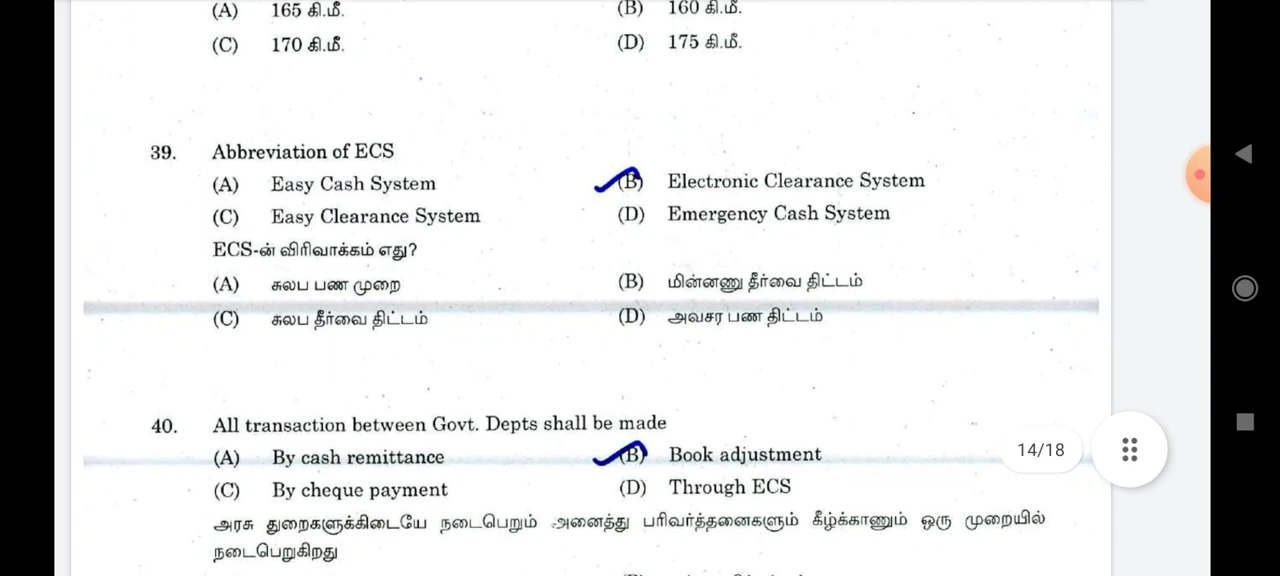 (A) 165 கி.மீ. (B) 160 கி.மீ.
(C) 170 கி.மீ. (D) 175 கி.மீ.
39. Abbreviation of ECS
(A) Easy Cash System (B) Electronic Clearance System
(C) Easy Clearance System (D) Emergency Cash System
ECS-ன் விரிவாக்கம் எது?
(A) சுலப பண முறை (B) மின்னணு தீர்வை திட்டம்
(C) சுலப தீர்வை திட்டம் (D) அவசர பண திட்டம்
40. All transaction between Govt. Depts shall be made
(A) By cash remittance (B) Book adjustment
14/18
(C) By cheque payment (D) Through ECS
அரசு துறைகளுக்கிடையே நடைபெறும் அனைத்து பரிவர்த்தனைகளும் கீழ்க்காணும் ஒரு முறையில்
நடைபெறுகிறது